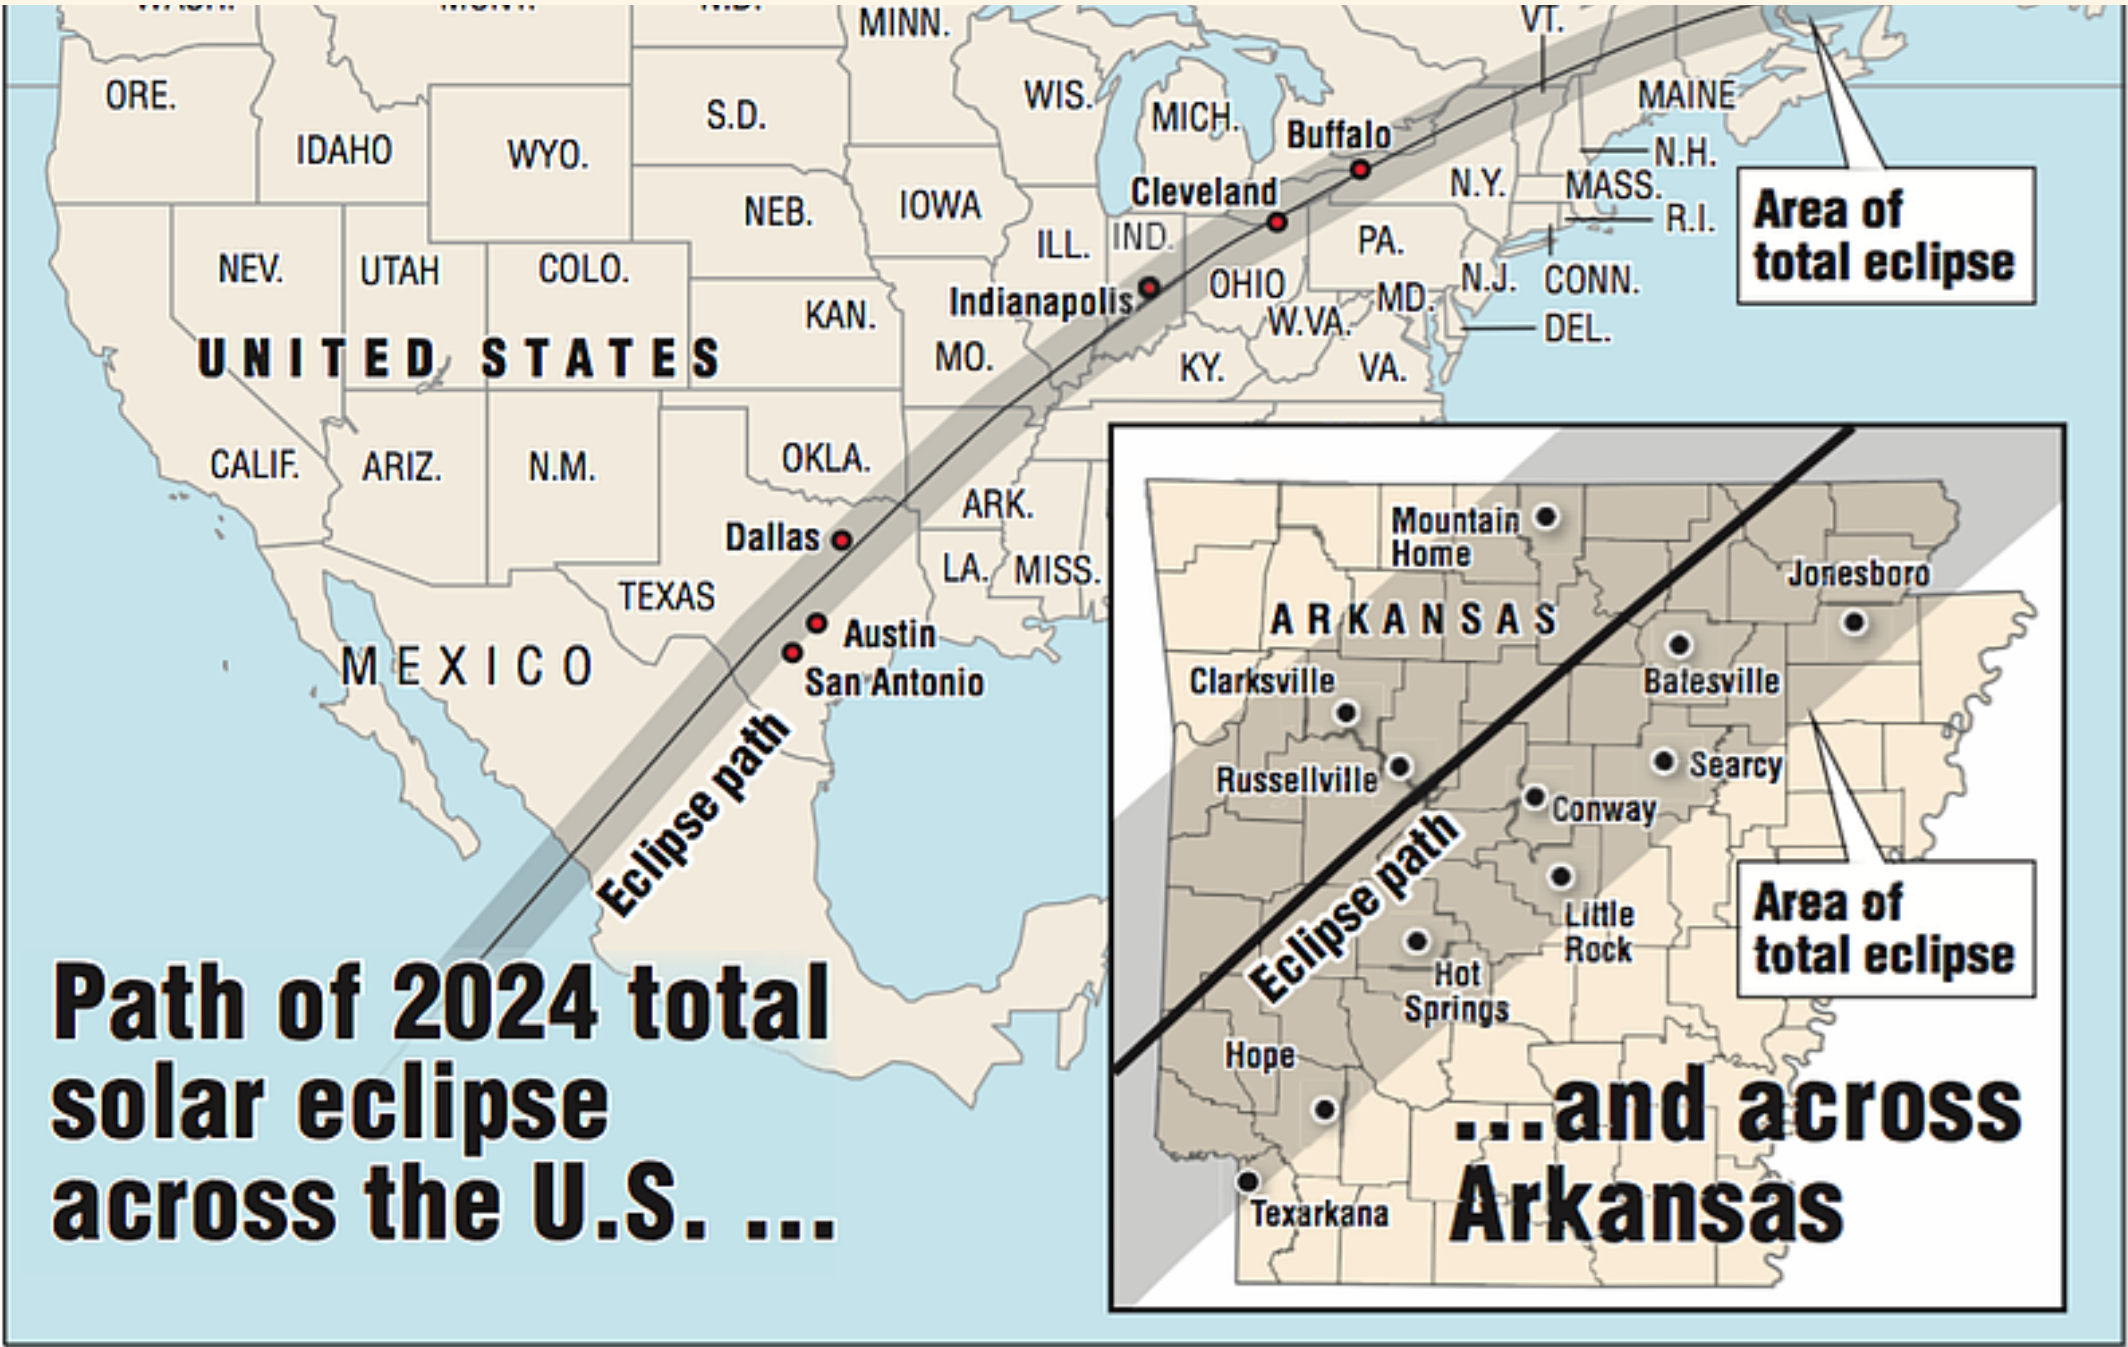 WASH.
MONT.
N.D.
MINN.
VT.
ORE.
IDAHO
WYO.
S.D.
WIS.
MICH.
MAINE
N.H.
Buffalo
N.Y.
MASS.
R.I.
Cleveland
NEB.
IOWA
ILL.
IND.
OHIO
PA.
N.J.
CONN.
NEV.
UTAH
COLO.
KAN.
MO.
Indianapolis
W.VA.
MD.
DEL.
KY.
VA.
UNITED STATES
CALIF.
ARIZ.
N.M.
OKLA.
ARK.
Dallas
TEXAS
LA.
MISS.
Austin
San Antonio
MEXICO
Eclipse path
Area of
total eclipse
Path of 2024 total
solar eclipse
across the U.S. ...
Mountain
Home
Jonesboro
ARKANSAS
Clarksville
Batesville
Russellville
Searcy
Conway
Eclipse path
Little
Rock
Hot
Springs
Hope
Texarkana
Area of
total eclipse
...and across
Arkansas